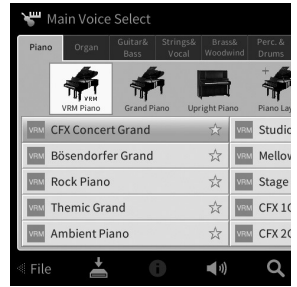 Main Voice Select
Piano
Organ
Guitar&
Bass
Strings&
Vocal
Brass&
Woodwind
Perc. &
Drums
VRM
VRM Piano
Grand Piano
Upright Piano
Piano Lay
VRM CFX Concert Grand
VRM Bösendorfer Grand
VRM Rock Piano
VRM Themic Grand
VRM Ambient Piano
VRM Studio
VRM Mellow
VRM Stage
VRM CFX 1C
VRM CFX 2C
File